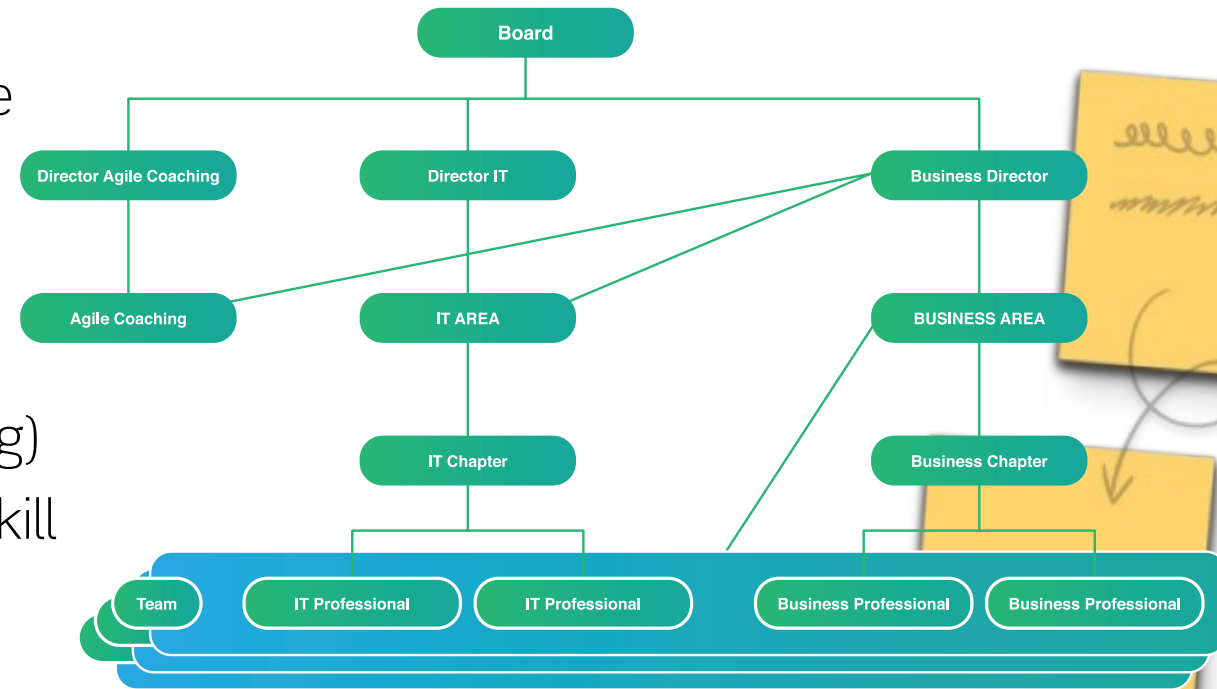 Board
e
Director Agile Coaching
Director IT
Business Director
Agile Coaching
IT AREA
BUSINESS AREA
g)
IT Chapter
Business Chapter
kill
Team
IT Professional
IT Professional
Business Professional
Business Professional